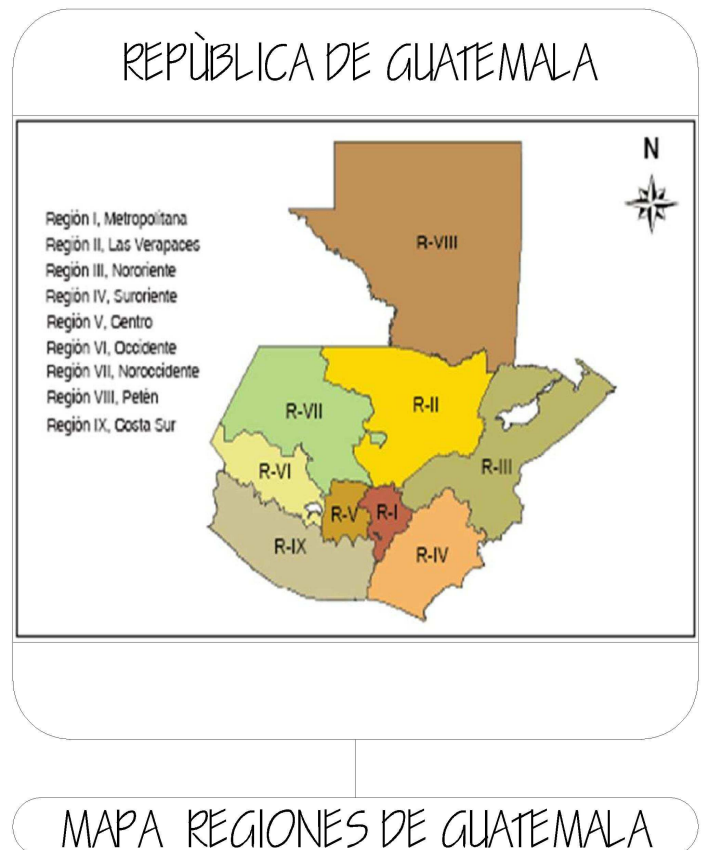 REPÙBLICA DE GUATEMALA
N
Región I, Metropolitana
Región II, Las Verapaces
Región III, Nororiente
Región IV, Suroriente
Región V, Centro
Región VI, Occidente
Región VII, Noroccidente
Región VIII, Petén
Región IX, Costa Sur
R-VIII
R-VII
R-II
R-VI
R-III
R-V
R-I
R-IX
R-IV
MAPA REGIONES DE GUATEMALA